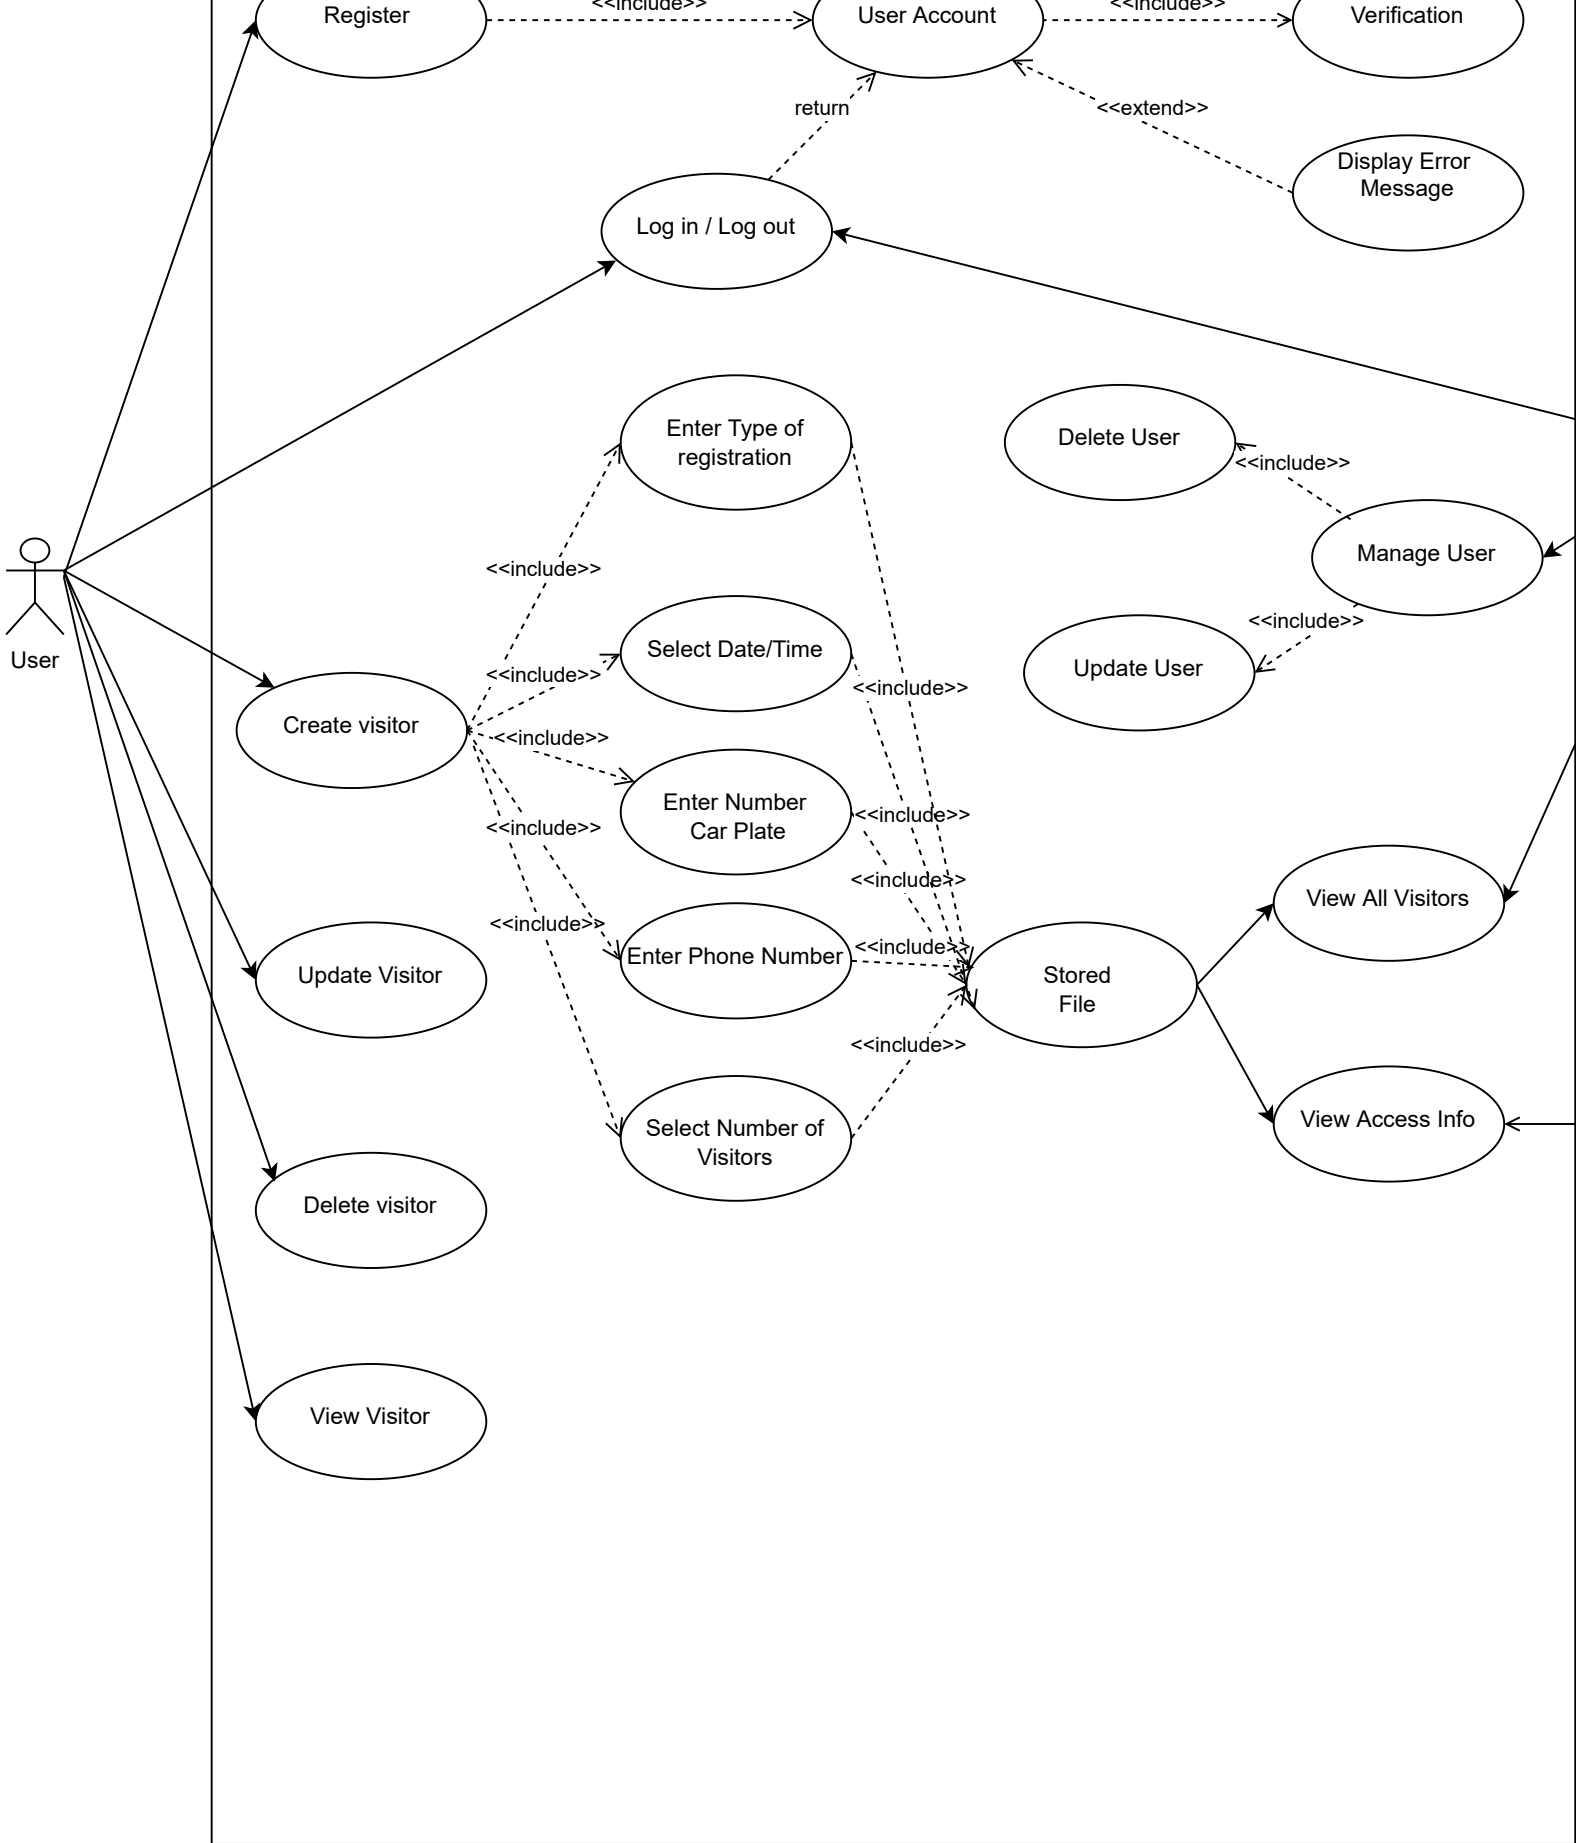 <<include>>
<<include>>
Register
User Account
Verification
return
<<extend>>
Display Error
Message
Log in / Log out
Enter Type of
registration
Delete User
<<include>>
Manage User
<<include>>
<<include>>
Update User
User
Select Date/Time
<<include>>
<<include>>
Create visitor
<<include>>
Enter Number
Car Plate
<<include>>
<<include>>
<<include>>
View All Visitors
<<include>>
<<include>>
Enter Phone Number
Update Visitor
Stored
File
<<include>>
Select Number of
Visitors
View Access Info
Delete visitor
View Visitor